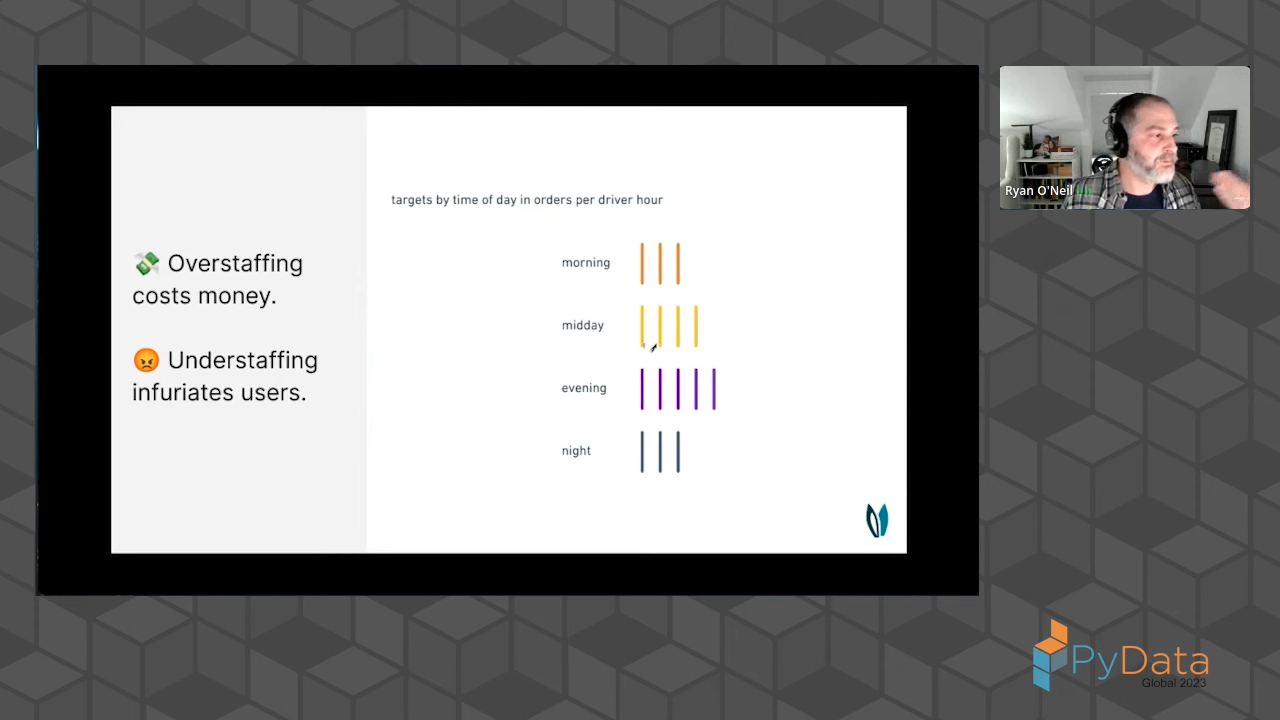 targets by time of day in orders per driver hour
💸 Overstaffing
costs money.
😡 Understaffing
infuriates users.
morning
midday
evening
night
Ryan O'Neil
PyData
Global 2023